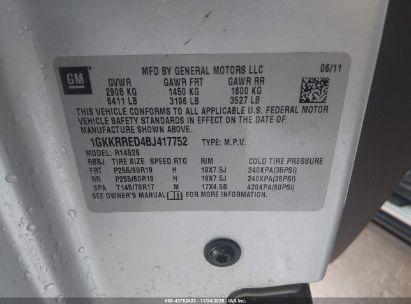 GM
MFD BY GENERAL MOTORS LLC 06/11
GVWR GAWR FRT GAWR RR
2908 KG 1450 KG 1600 KG
6411 LB 3196 LB 3527 LB
THIS VEHICLE CONFORMS TO ALL APPLICABLE U.S. FEDERAL MOTOR
VEHICLE SAFETY STANDARDS IN EFFECT ON THE DATE OF
MANUFACTURE SHOWN ABOVE.
1GKKRRED4BJ417752 TYPE: M.P.V.
MODEL: R14526
RBBJ TIRE SIZE SPEED RTG RIM COLD TIRE PRESSURE
FRT P255/60R19 H 19X7.5J 240KPA(35PSI)
RR P255/60R19 H 19X7.5J 240KPA(35PSI)
SPA T145/70R17 M 17X4.5B 420KPA(60PSI)
SEE OWNER'S MANUAL FOR MORE INFORMATION.